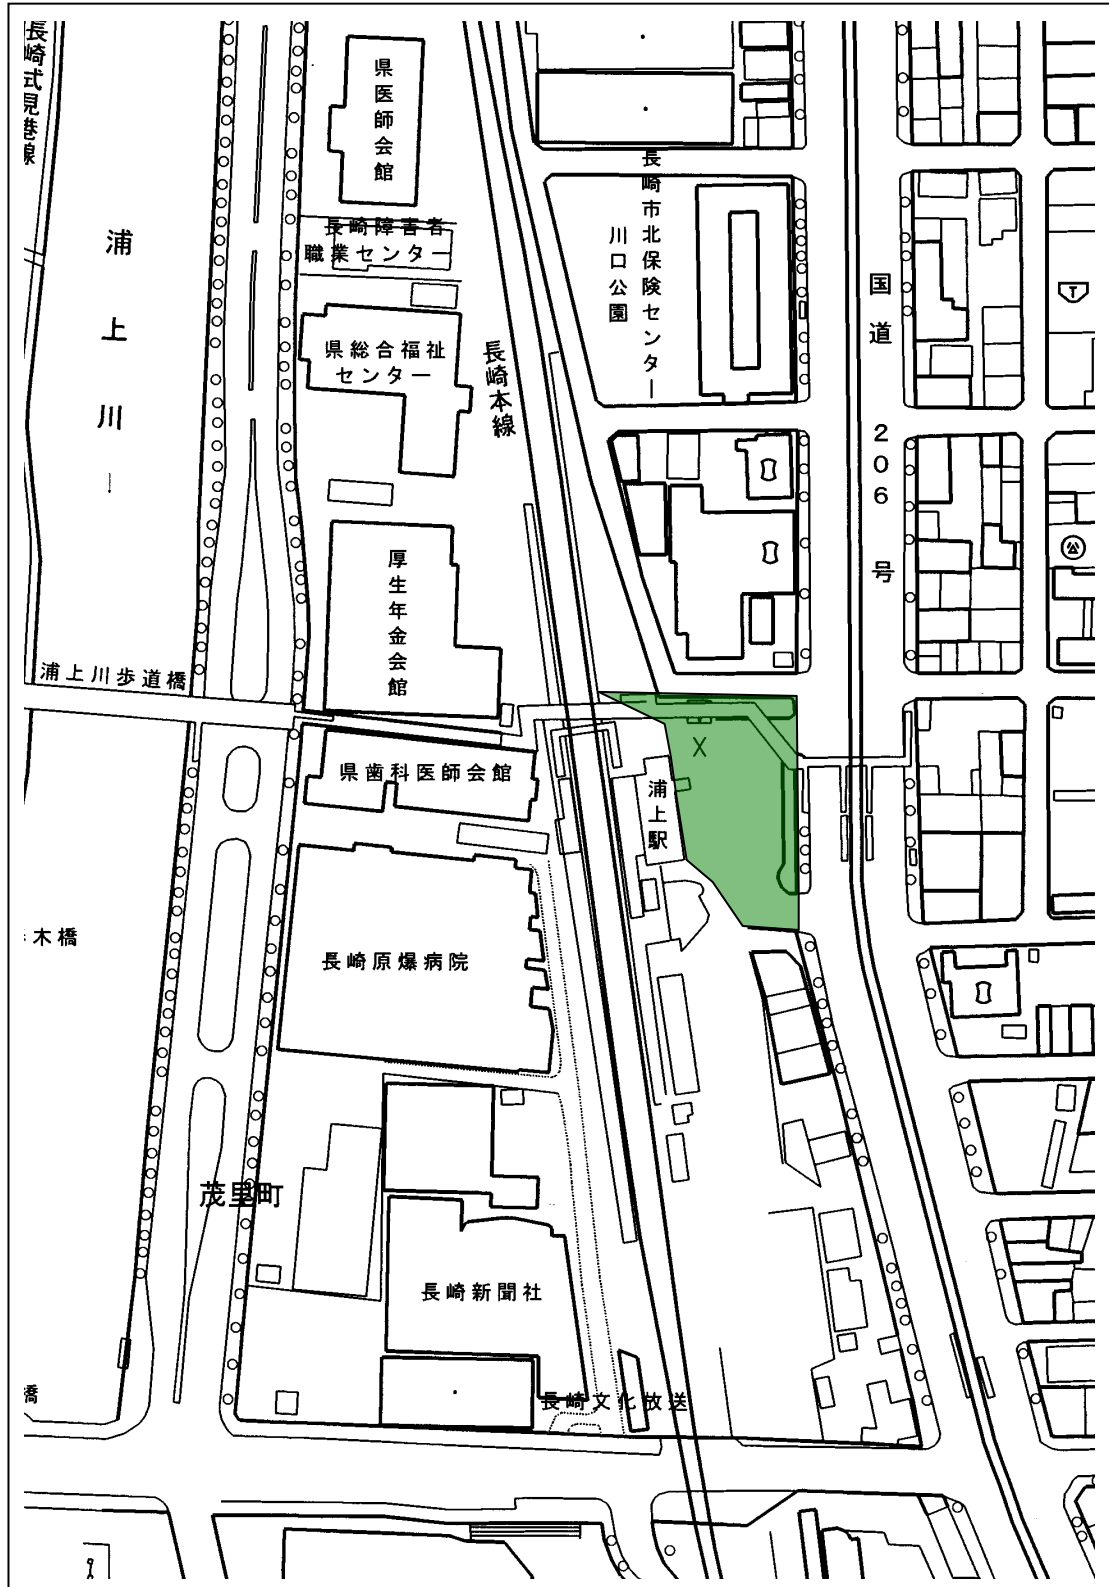 長崎式見港線
県医師会館
長崎市北保険センター
川口公園
長崎障害者
職業センター
浦上川
国道206号
県総合福祉
センター
長崎本線
厚生年金会館
浦上川歩道橋
県歯科医師会館
浦上駅
木橋
長崎原爆病院
茂里町
長崎新聞社
長崎文化放送
橋